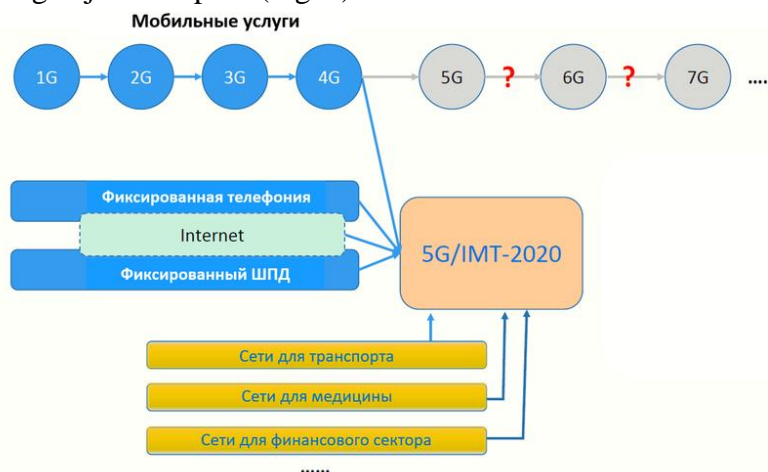 Мобильные услуги
1G
2G
3G
4G
5G
?
6G
?
7G
....
Фиксированная телефония
Internet
Фиксированный ШПД
5G/IMT-2020
Сети для транспорта
Сети для медицины
Сети для финансового сектора
......